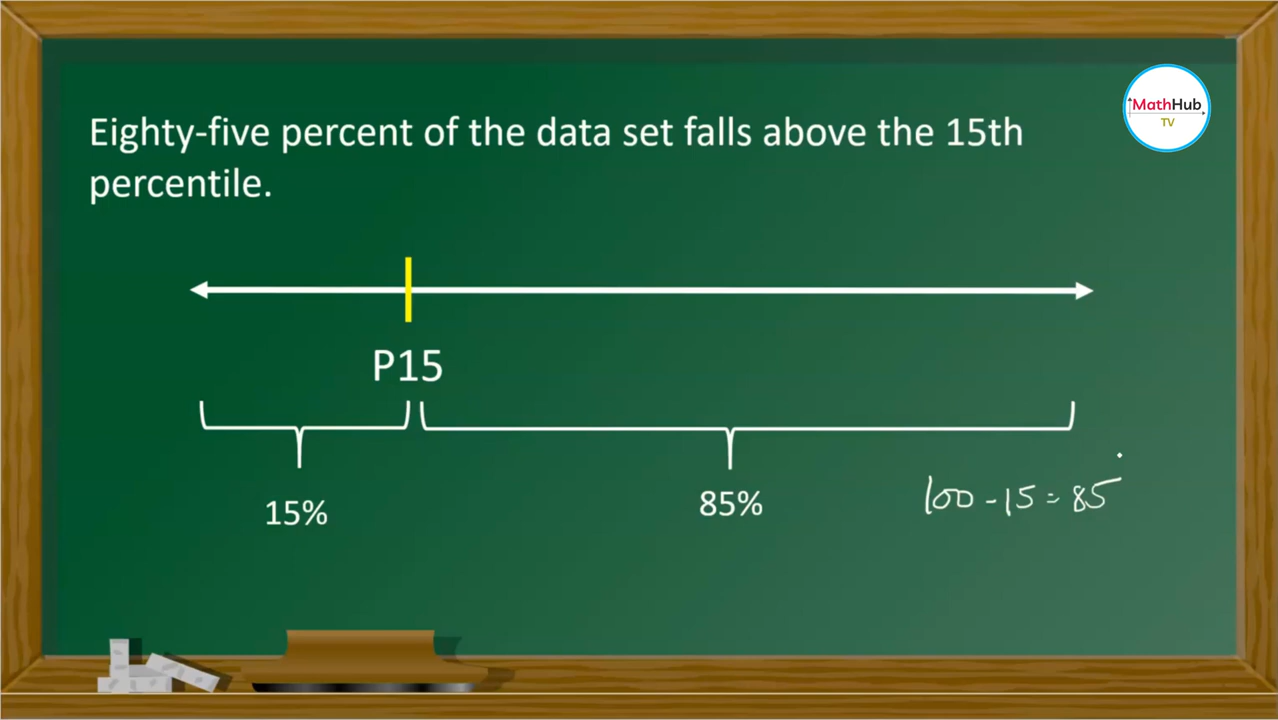 MathHub
TV
Eighty-five percent of the data set falls above the 15th
percentile.
P15
15%
85%
100 - 15 = 85